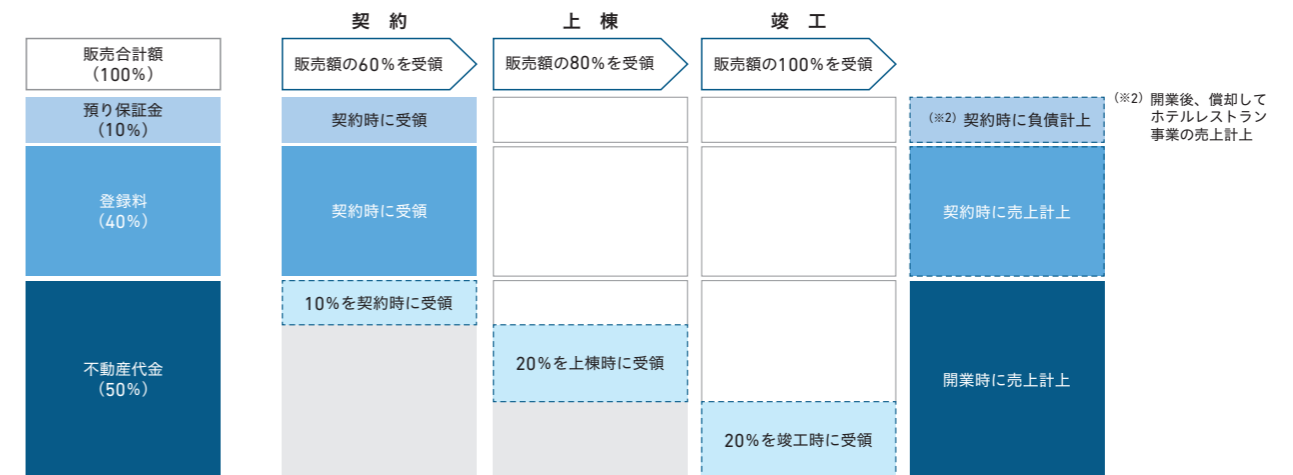 契 約
上 棟
竣 工
販売合計額
(100%)
販売額の60%を受領
販売額の80%を受領
販売額の100%を受領
預り保証金
(10%)
契約時に受領
(※2) 契約時に負債計上
(※2) 開業後、償却して
ホテルレストラン
事業の売上計上
登録料
(40%)
契約時に受領
契約時に売上計上
不動産代金
(50%)
10%を契約時に受領
20%を上棟時に受領
20%を竣工時に受領
開業時に売上計上